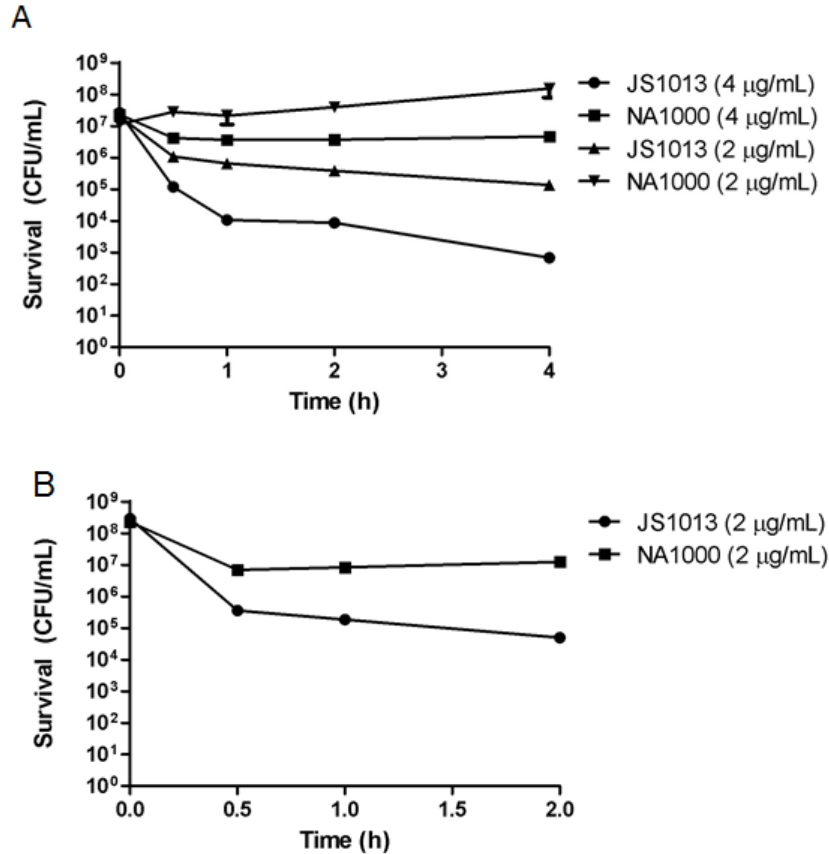 A
10⁹
10⁸
10⁷
10⁶
10⁵
10⁴
10³
10²
10¹
10⁰
Survival (CFU/mL)
0 1 2 3 4
Time (h)
JS1013 (4 μg/mL)
NA1000 (4 μg/mL)
JS1013 (2 μg/mL)
NA1000 (2 μg/mL)
B
10⁹
10⁸
10⁷
10⁶
10⁵
10⁴
10³
10²
10¹
10⁰
Survival (CFU/mL)
0.0 0.5 1.0 1.5 2.0
Time (h)
JS1013 (2 μg/mL)
NA1000 (2 μg/mL)